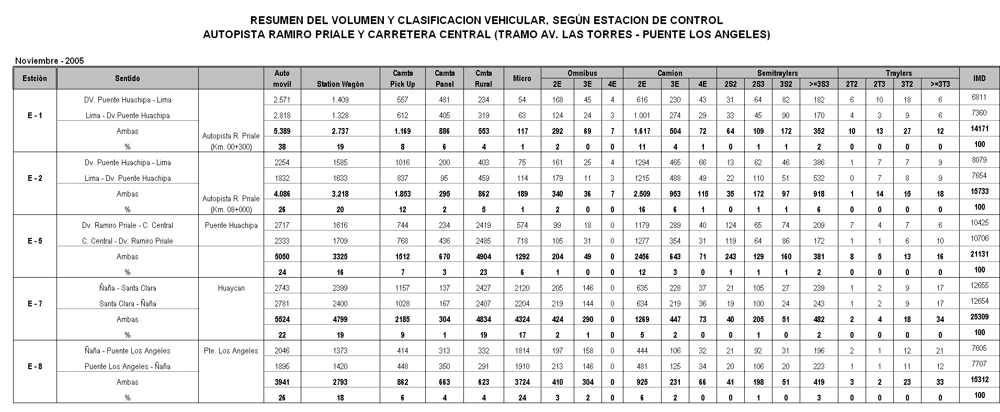 RESUMEN DEL VOLUMEN Y CLASIFICACION VEHICULAR, SEGÚN ESTACION DE CONTROL
AUTOPISTA RAMIRO PRIALE Y CARRETERA CENTRAL (TRAMO AV. LAS TORRES - PUENTE LOS ANGELES)
Noviembre - 2005
Estción Sentido Auto movil Station Wagón Camta Pick Up Camta Panel Cmta Rural Micro Omnibus Camion Semitraylers Traylers IMD
2E 3E 4E 2E 3E 4E 2S2 2S3 3S2 >=3S3 2T2 2T3 3T2 >=3T3
DV. Puente Huachipa - Lima 2.571 1.409 557 481 234 54 168 45 4 616 230 43 31 64 82 182 6 10 18 6 6811
E - 1 Lima - Dv.Puente Huachipa 2.818 1.328 612 405 319 63 124 24 3 1.001 274 29 33 45 90 170 4 3 9 6 7360
Ambas Autopista R. Priale 5.389 2.737 1.169 886 553 117 292 69 7 1.617 504 72 64 109 172 352 10 13 27 12 14171
% (Km. 00+300) 38 19 8 6 4 1 2 0 0 11 4 1 0 1 1 2 0 0 0 0 100
Dv. Puente Huachipa - Lima 2254 1585 1016 200 403 75 161 25 4 1294 465 66 13 62 46 386 1 7 7 9 8079
E - 2 Lima - Dv. Puente Huachipa 1832 1633 837 95 459 114 179 11 3 1215 488 49 22 110 51 532 0 7 8 9 7654
Ambas Autopista R. Priale 4.086 3.218 1.853 295 862 189 340 36 7 2.509 953 115 35 172 97 918 1 14 15 18 15733
% (Km. 08+000) 26 20 12 2 5 1 2 0 0 16 6 1 0 1 1 6 0 0 0 0 100
Dv. Ramiro Priale - C. Central Puente Huachipa 2717 1616 744 234 2419 574 99 18 0 1179 289 40 124 65 74 209 7 4 7 6 10425
E - 5 C. Central - Dv. Ramiro Priale 2333 1709 768 436 2485 718 105 31 0 1277 354 31 119 64 86 172 1 1 6 10 10706
Ambas 5050 3325 1512 670 4904 1292 204 49 0 2456 643 71 243 129 160 381 8 5 13 16 21131
% 24 16 7 3 23 6 1 0 0 12 3 0 1 1 1 2 0 0 0 0 100
Ñaña - Santa Clara Huaycan 2743 2399 1157 137 2427 2120 205 146 0 635 228 37 21 105 27 239 1 2 9 17 12655
E - 7 Santa Clara - Ñaña 2781 2400 1028 167 2407 2204 219 144 0 634 219 36 19 100 24 243 1 2 9 17 12654
Ambas 5524 4799 2185 304 4834 4324 424 290 0 1269 447 73 40 205 51 482 2 4 18 34 25309
% 22 19 9 1 19 17 2 1 0 5 2 0 0 1 0 2 0 0 0 0 100
Ñaña - Puente Los Angeles Pte. Los Angeles 2046 1373 414 313 332 1814 197 158 0 444 106 32 21 92 31 196 2 1 12 21 7605
E - 8 Puente Los Angeles - Ñaña 1895 1420 448 350 291 1910 213 146 0 481 125 34 20 106 20 223 1 1 11 12 7707
Ambas 3941 2793 862 663 623 3724 410 304 0 925 231 66 41 198 51 419 3 2 23 33 15312
% 26 18 6 4 4 24 3 2 0 6 2 0 0 1 0 3 0 0 0 0 100